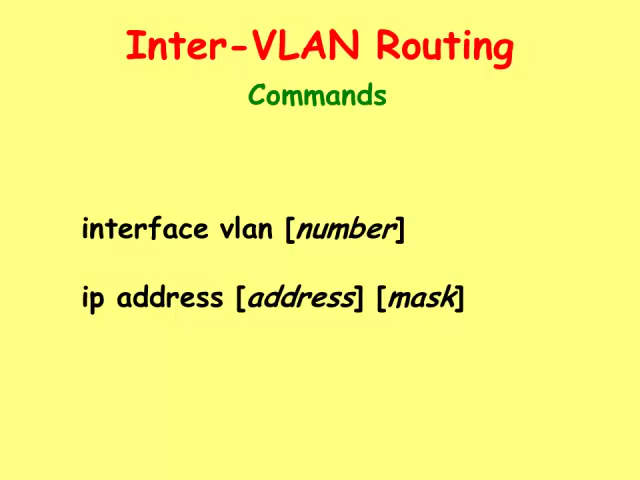 Inter-VLAN Routing
Commands
interface vlan [number]
ip address [address] [mask]